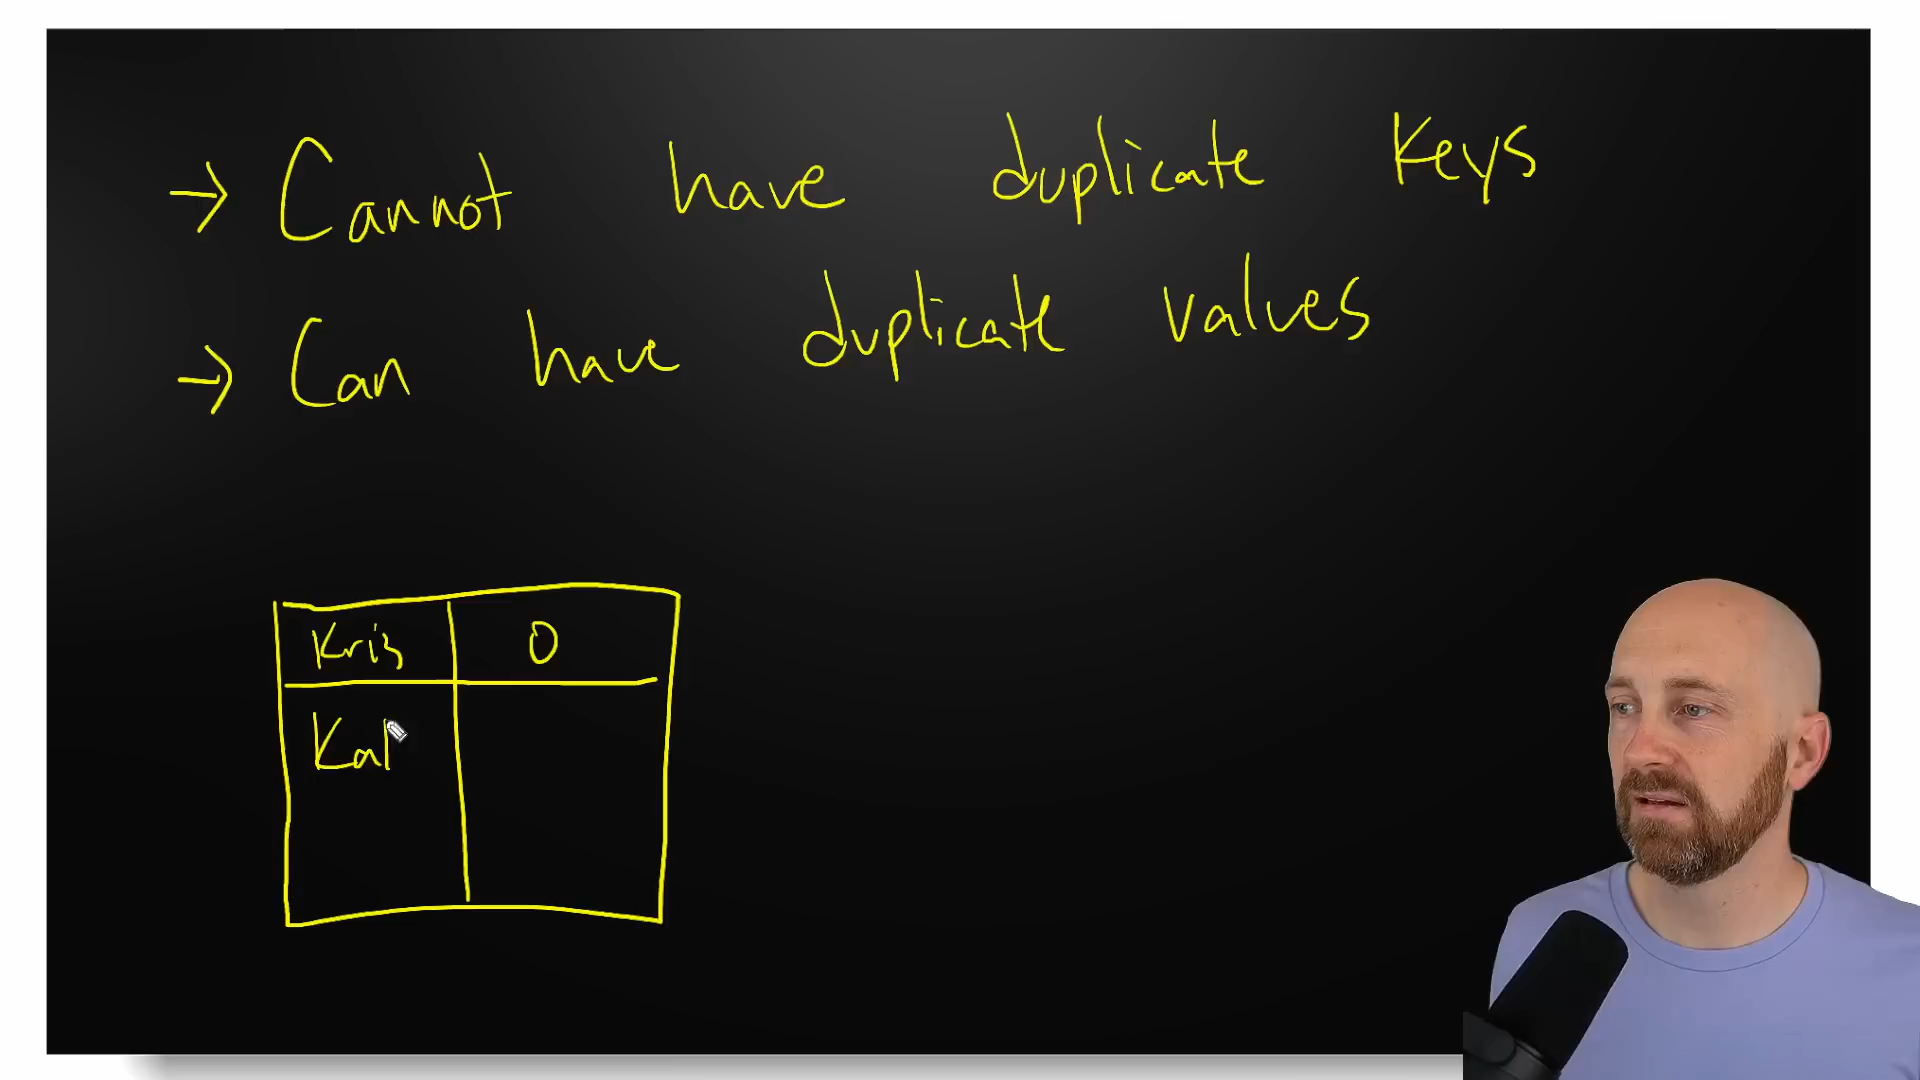 → Cannot have duplicate keys
→ Can have duplicate values
Kris 0
Kal